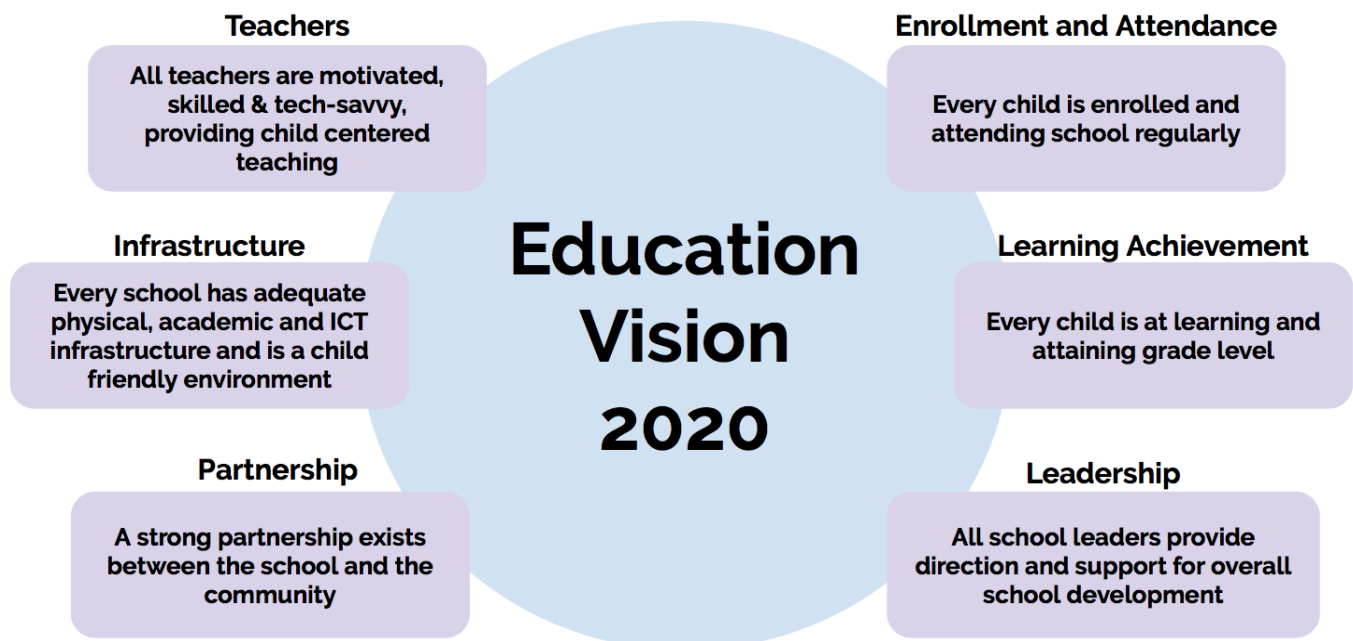 Teachers
All teachers are motivated,
skilled & tech-savvy,
providing child centered
teaching
Infrastructure
Every school has adequate
physical, academic and ICT
infrastructure and is a child
friendly environment
Partnership
A strong partnership exists
between the school and the
community
Education
Vision
2020
Enrollment and Attendance
Every child is enrolled and
attending school regularly
Learning Achievement
Every child is at learning and
attaining grade level
Leadership
All school leaders provide
direction and support for overall
school development